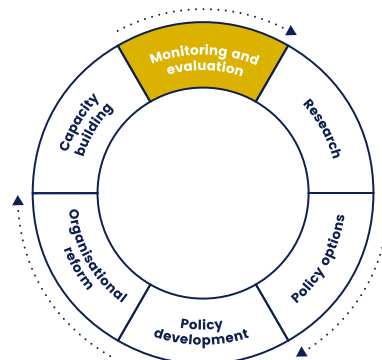 Monitoring and
evaluation
Research
Policy options
Policy
development
Organisational
reform
Capacity
building